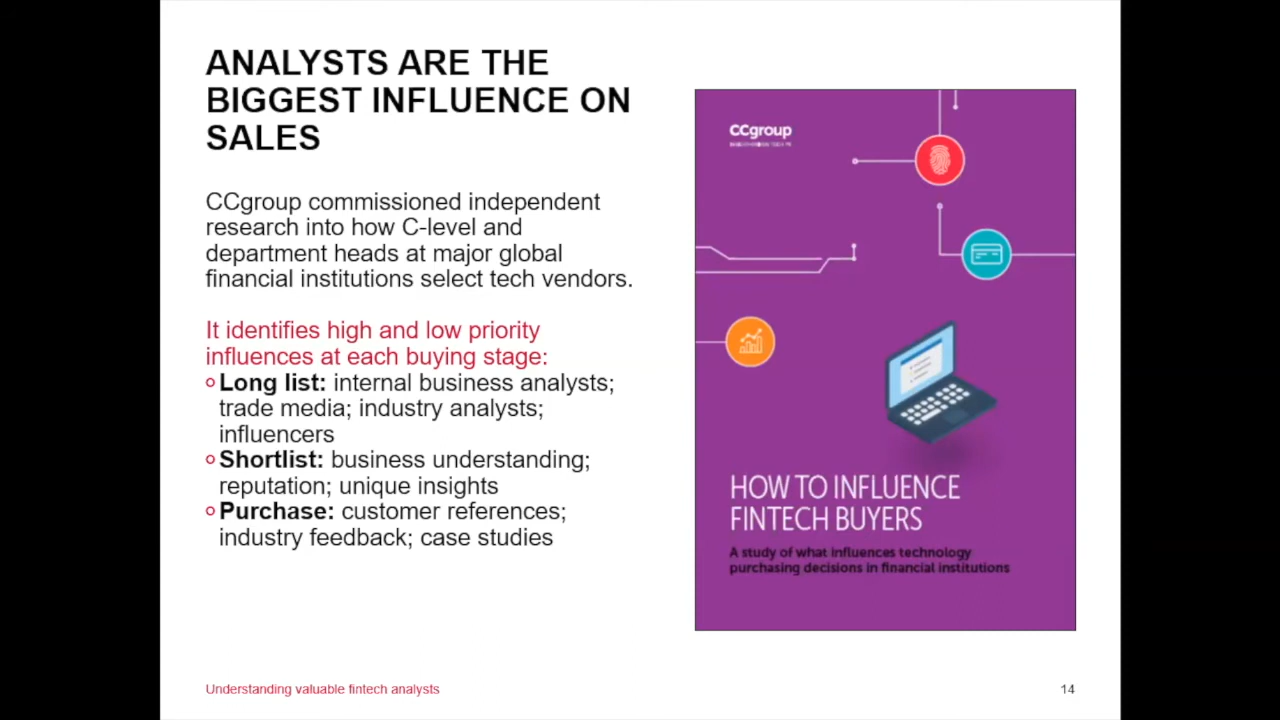 ANALYSTS ARE THE
BIGGEST INFLUENCE ON
SALES
CCgroup commissioned independent
research into how C-level and
department heads at major global
financial institutions select tech vendors.
It identifies high and low priority
influences at each buying stage:
Long list: internal business analysts;
trade media; industry analysts;
influencers
Shortlist: business understanding;
reputation; unique insights
Purchase: customer references;
industry feedback; case studies
CCgroup
HOW TO INFLUENCE
FINTECH BUYERS
A study of what influences technology
purchasing decisions in financial institutions
Understanding valuable fintech analysts
14